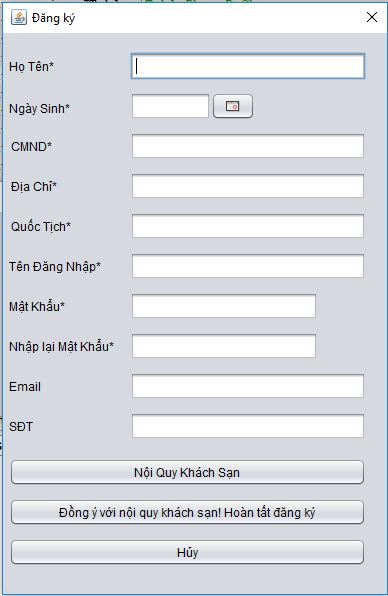 Đăng ký
Họ Tên*
Ngày Sinh*
CMND*
Địa Chỉ*
Quốc Tịch*
Tên Đăng Nhập*
Mật Khẩu*
Nhập lại Mật Khẩu*
Email
SĐT
Nội Quy Khách Sạn
Đồng ý với nội quy khách sạn! Hoàn tất đăng ký
Hủy